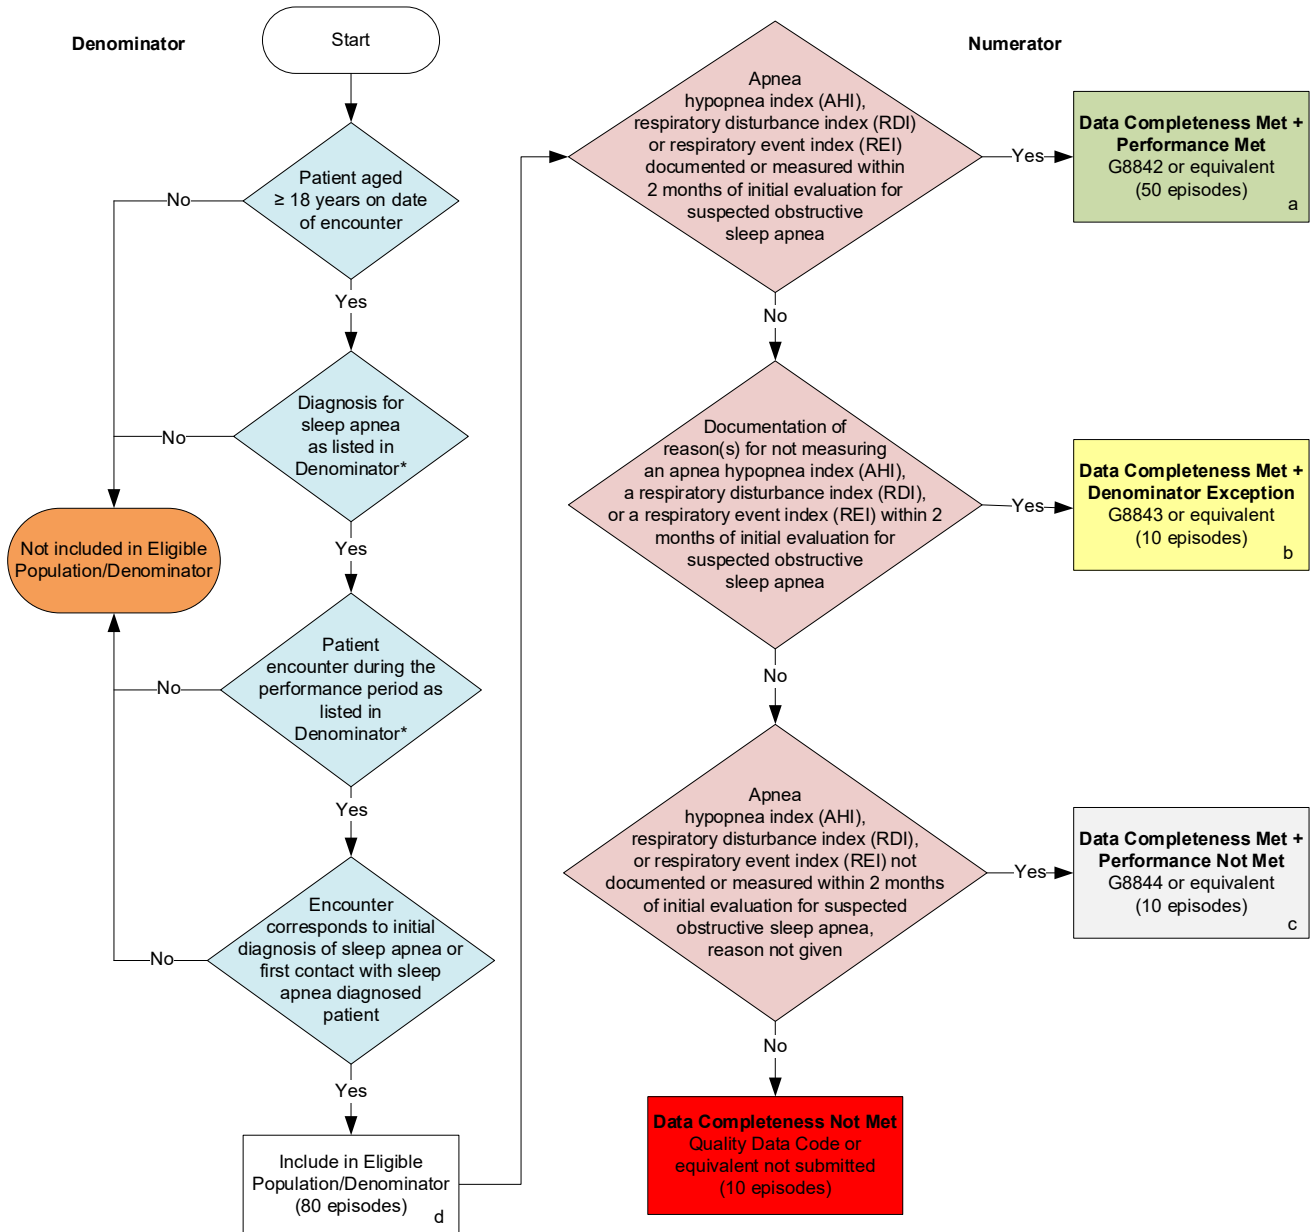 Denominator
Start
Patient aged
≥ 18 years on date
of encounter
No
Yes
Diagnosis for
sleep apnea
as listed in
Denominator*
No
Yes
Not included in Eligible
Population/Denominator
Patient
encounter during the
performance period as
listed in
Denominator*
No
Yes
Encounter
corresponds to initial
diagnosis of sleep apnea or
first contact with sleep
apnea diagnosed
patient
No
Yes
Include in Eligible
Population/Denominator
(80 episodes)
d
Numerator
Apnea
hypopnea index (AHI),
respiratory disturbance index (RDI)
or respiratory event index (REI)
documented or measured within
2 months of initial evaluation for
suspected obstructive
sleep apnea
Yes
Data Completeness Met +
Performance Met
G8842 or equivalent
(50 episodes)
a
No
Documentation of
reason(s) for not measuring
an apnea hypopnea index (AHI),
a respiratory disturbance index (RDI),
or a respiratory event index (REI) within 2
months of initial evaluation for
suspected obstructive
sleep apnea
Yes
Data Completeness Met +
Denominator Exception
G8843 or equivalent
(10 episodes)
b
No
Apnea
hypopnea index (AHI),
respiratory disturbance index (RDI),
or respiratory event index (REI) not
documented or measured within 2 months
of initial evaluation for suspected
obstructive sleep apnea,
reason not given
Yes
Data Completeness Met +
Performance Not Met
G8844 or equivalent
(10 episodes)
c
No
Data Completeness Not Met
Quality Data Code or
equivalent not submitted
(10 episodes)